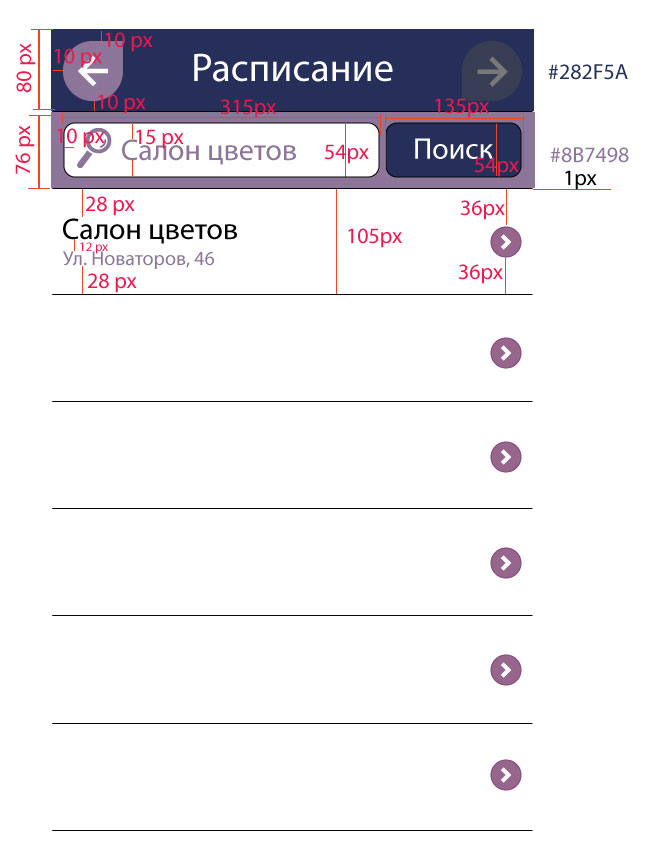 10 px
80 px
10 px
Расписание
#282F5A
10 px
315px
135px
76 px
10 px
15 px
Салон цветов
54px
Поиск
54px
#8B7498
1px
28 px
36px
Салон цветов
105px
12 px
Ул. Новаторов, 46
28 px
36px